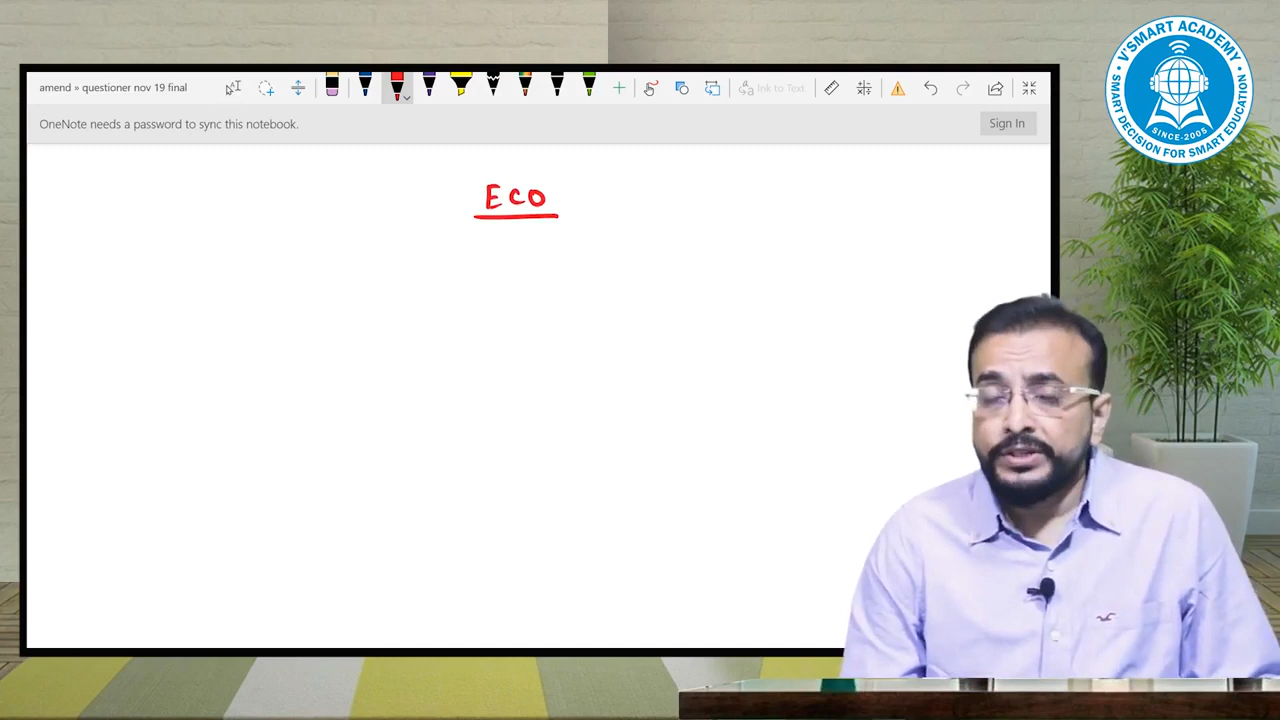 amend » questioner nov 19 final
Ink to Text
OneNote needs a password to sync this notebook.
Sign In
ECO
V'SMART ACADEMY
SINCE-2005
SMART DECISION FOR SMART EDUCATION